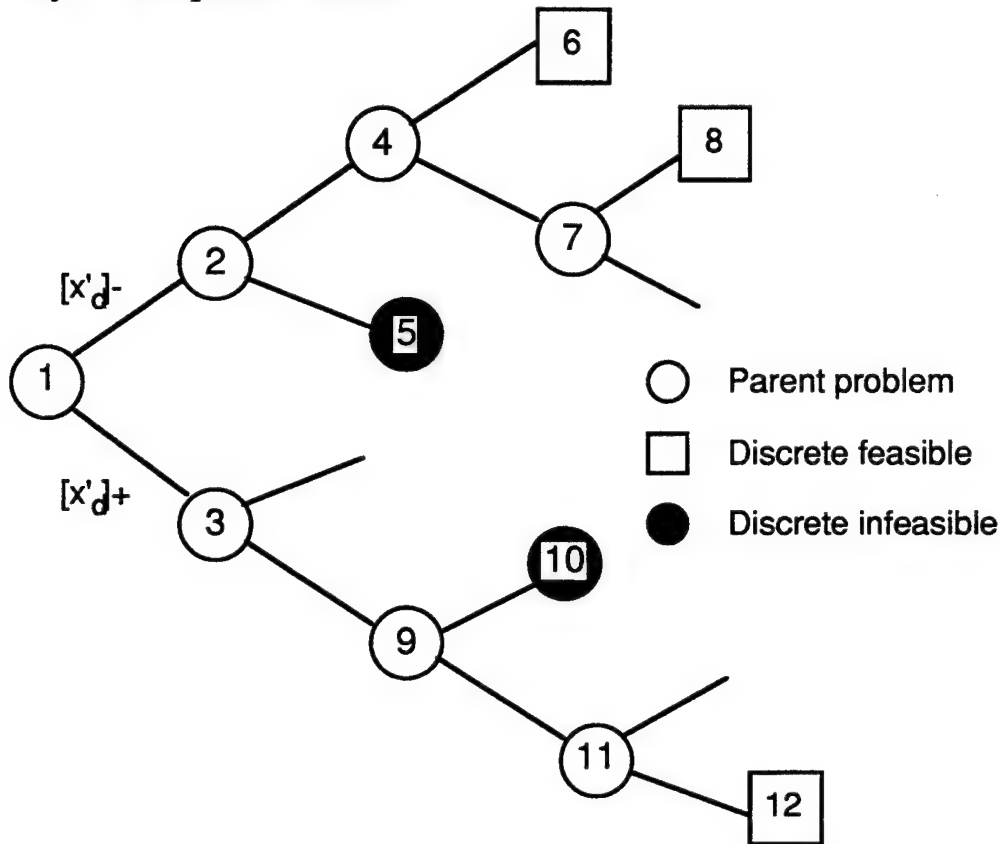 6
8
4
7
2
[x'd]-
5
1
Parent problem
Discrete feasible
[x'd]+
3
Discrete infeasible
10
9
11
12